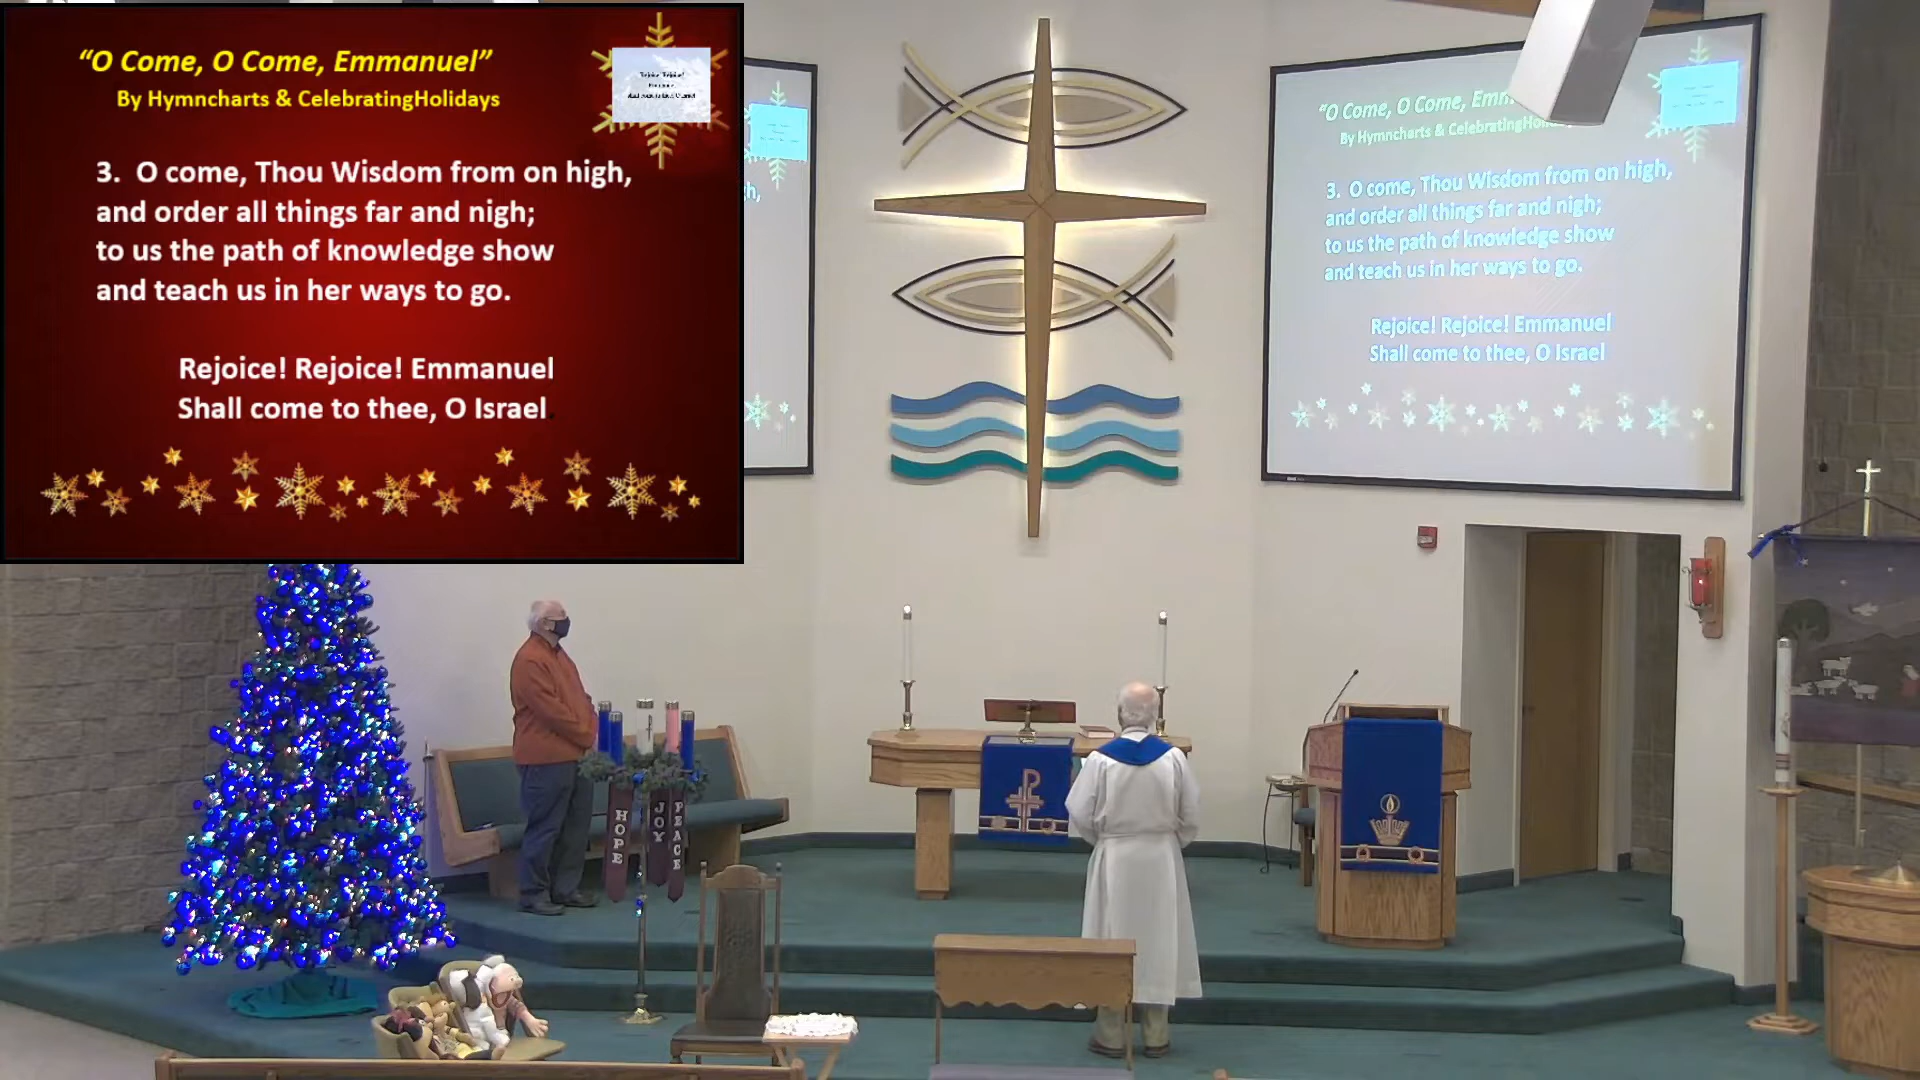 “O Come, O Come, Emmanuel”
By Hymncharts & CelebratingHolidays
3. O come, Thou Wisdom from on high,
and order all things far and nigh;
to us the path of knowledge show
and teach us in her ways to go.
Rejoice! Rejoice! Emmanuel
Shall come to thee, O Israel.
h,
“O Come, O Come, Emm
By Hymncharts & CelebratingHo
3. O come, Thou Wisdom from on high,
and order all things far and nigh;
to us the path of knowledge show
and teach us in her ways to go.
Rejoice! Rejoice! Emmanuel
Shall come to thee, O Israel
HOPE
JOY
PEACE